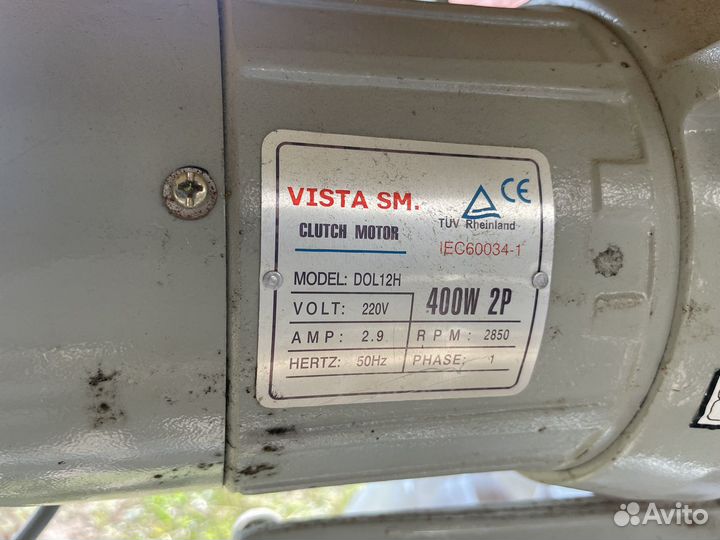 VISTA SM.
CE
TÜV Rheinland
CLUTCH MOTOR
IEC60034-1
MODEL: DOL12H
VOLT: 220V
400W 2P
AMP: 2.9 RPM: 2850
HERTZ: 50Hz PHASE: 1
Avito